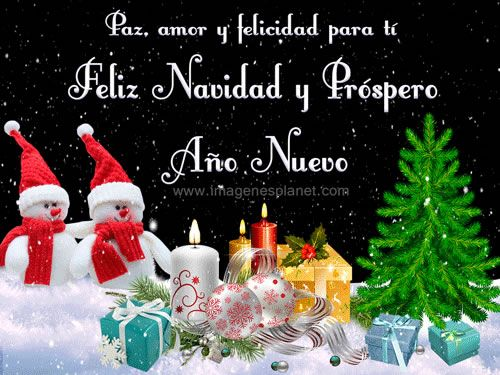 Paz, amor y felicidad para tí
Feliz Navidad y Próspero
Año Nuevo
www.imagenesplanet.com